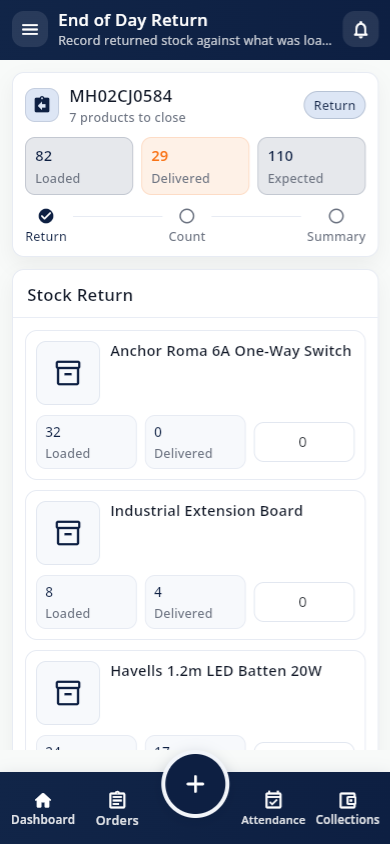 End of Day Return
Record returned stock against what was loa...
MH02CJ0584
7 products to close
Return
82
Loaded
29
Delivered
110
Expected
Return
Count
Summary
Stock Return
Anchor Roma 6A One-Way Switch
32
Loaded
0
Delivered
0
Industrial Extension Board
8
Loaded
4
Delivered
0
Havells 1.2m LED Batten 20W
Dashboard
Orders
Attendance
Collections